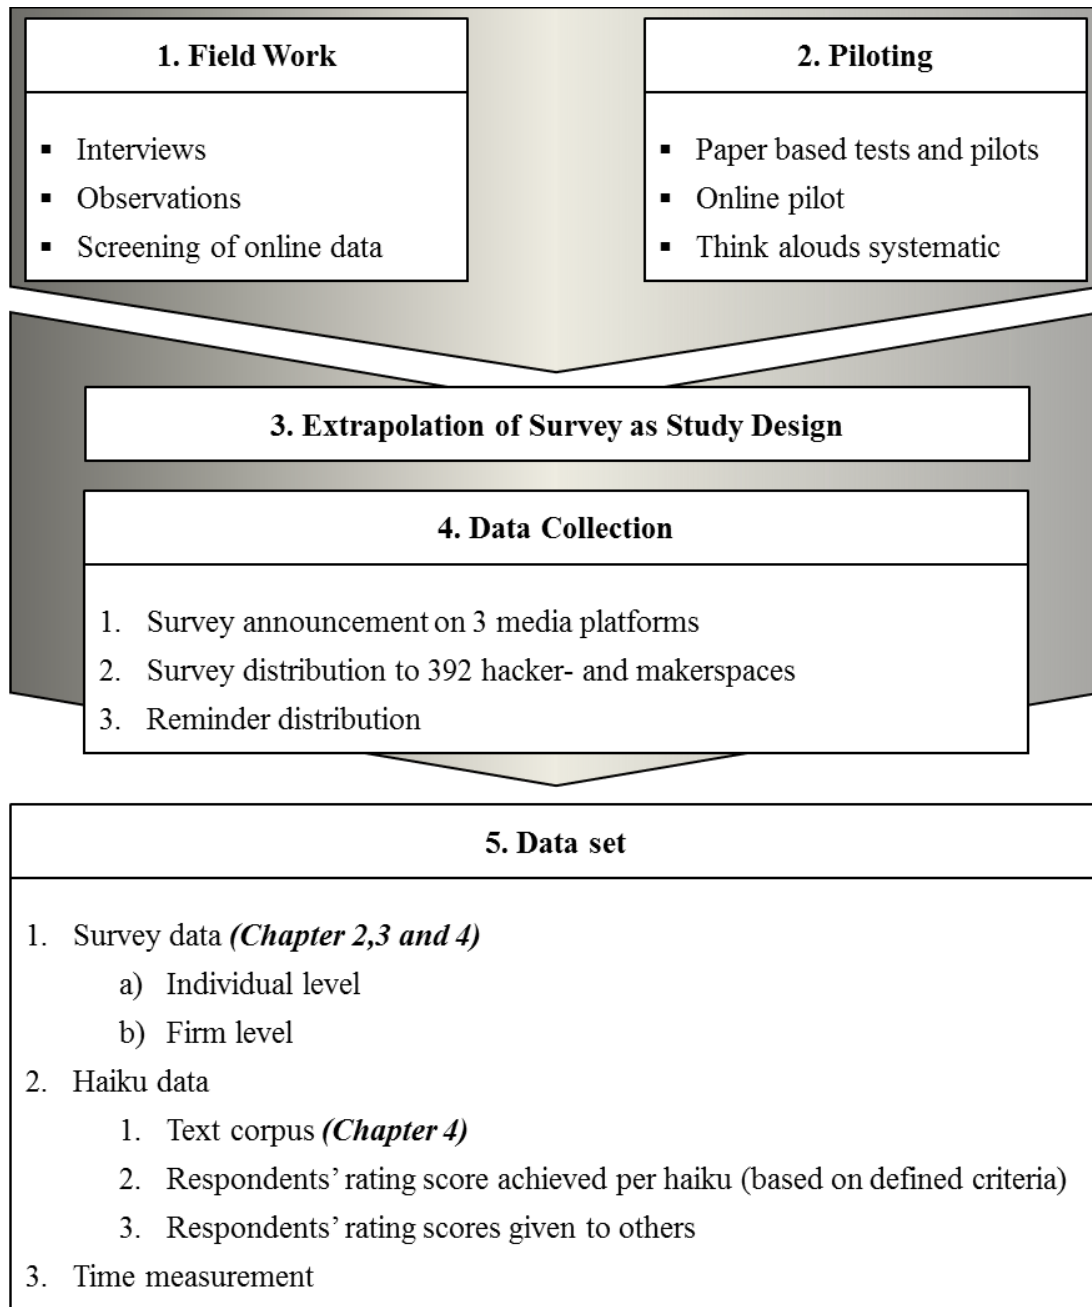 1. Field Work
▪ Interviews
▪ Observations
▪ Screening of online data
2. Piloting
▪ Paper based tests and pilots
▪ Online pilot
▪ Think alouds systematic
3. Extrapolation of Survey as Study Design
4. Data Collection
1. Survey announcement on 3 media platforms
2. Survey distribution to 392 hacker- and makerspaces
3. Reminder distribution
5. Data set
1. Survey data (Chapter 2,3 and 4)
a) Individual level
b) Firm level
2. Haiku data
1. Text corpus (Chapter 4)
2. Respondents’ rating score achieved per haiku (based on defined criteria)
3. Respondents’ rating scores given to others
3. Time measurement